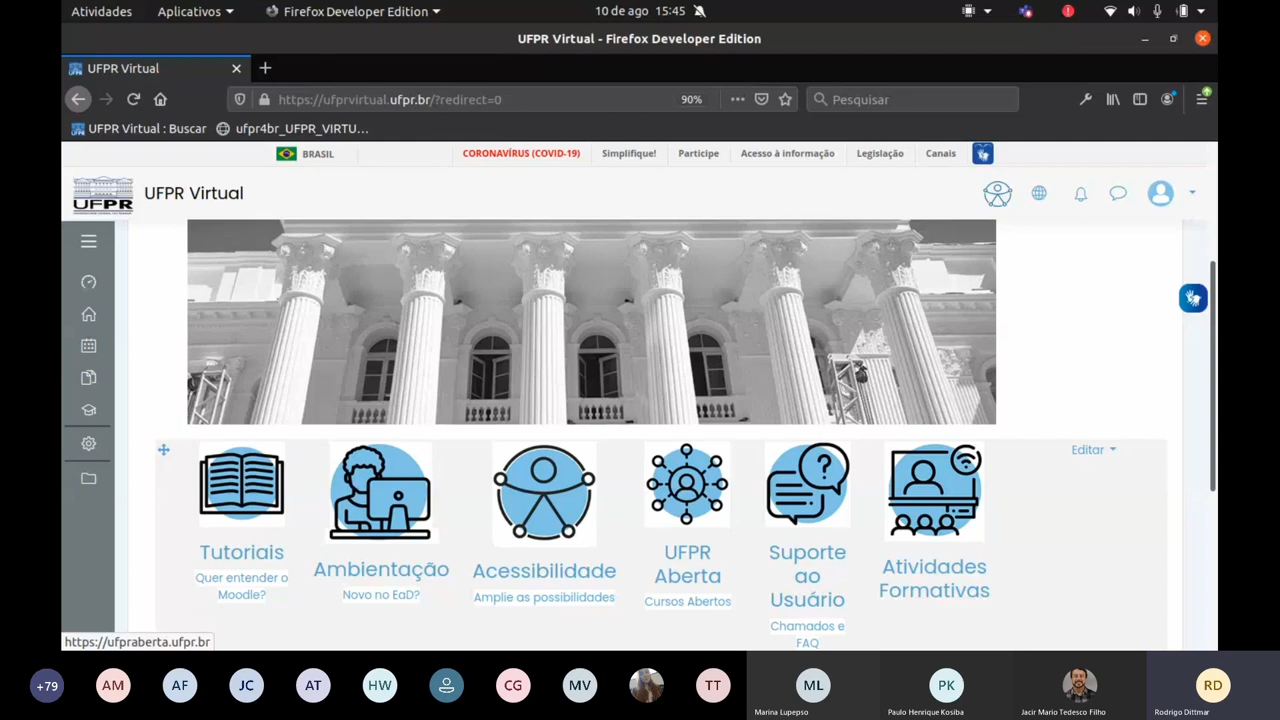 Atividades Aplicativos Firefox Developer Edition 10 de ago 15:45
UFPR Virtual - Firefox Developer Edition
UFPR Virtual
https://ufprvirtual.ufpr.br/?redirect=0 90% Pesquisar
UFPR Virtual : Buscar ufpr4br_UFPR_VIRTU...
BRASIL CORONAVÍRUS (COVID-19) Simplifique! Participe Acesso à informação Legislação Canais
UFPR UFPR Virtual
Editar
Tutoriais
Quer entender o
Moodle?
Ambientação
Novo no EaD?
Acessibilidade
Amplie as possibilidades
UFPR
Aberta
Cursos Abertos
Suporte
ao
Usuário
Chamados e
FAQ
Atividades
Formativas
https://ufpraberta.ufpr.br
+79 AM AF JC AT HW CG MV TT ML PK RD
Marina Lupepso Paulo Henrique Kosiba Jacir Mario Tedesco Filho Rodrigo Dittmar